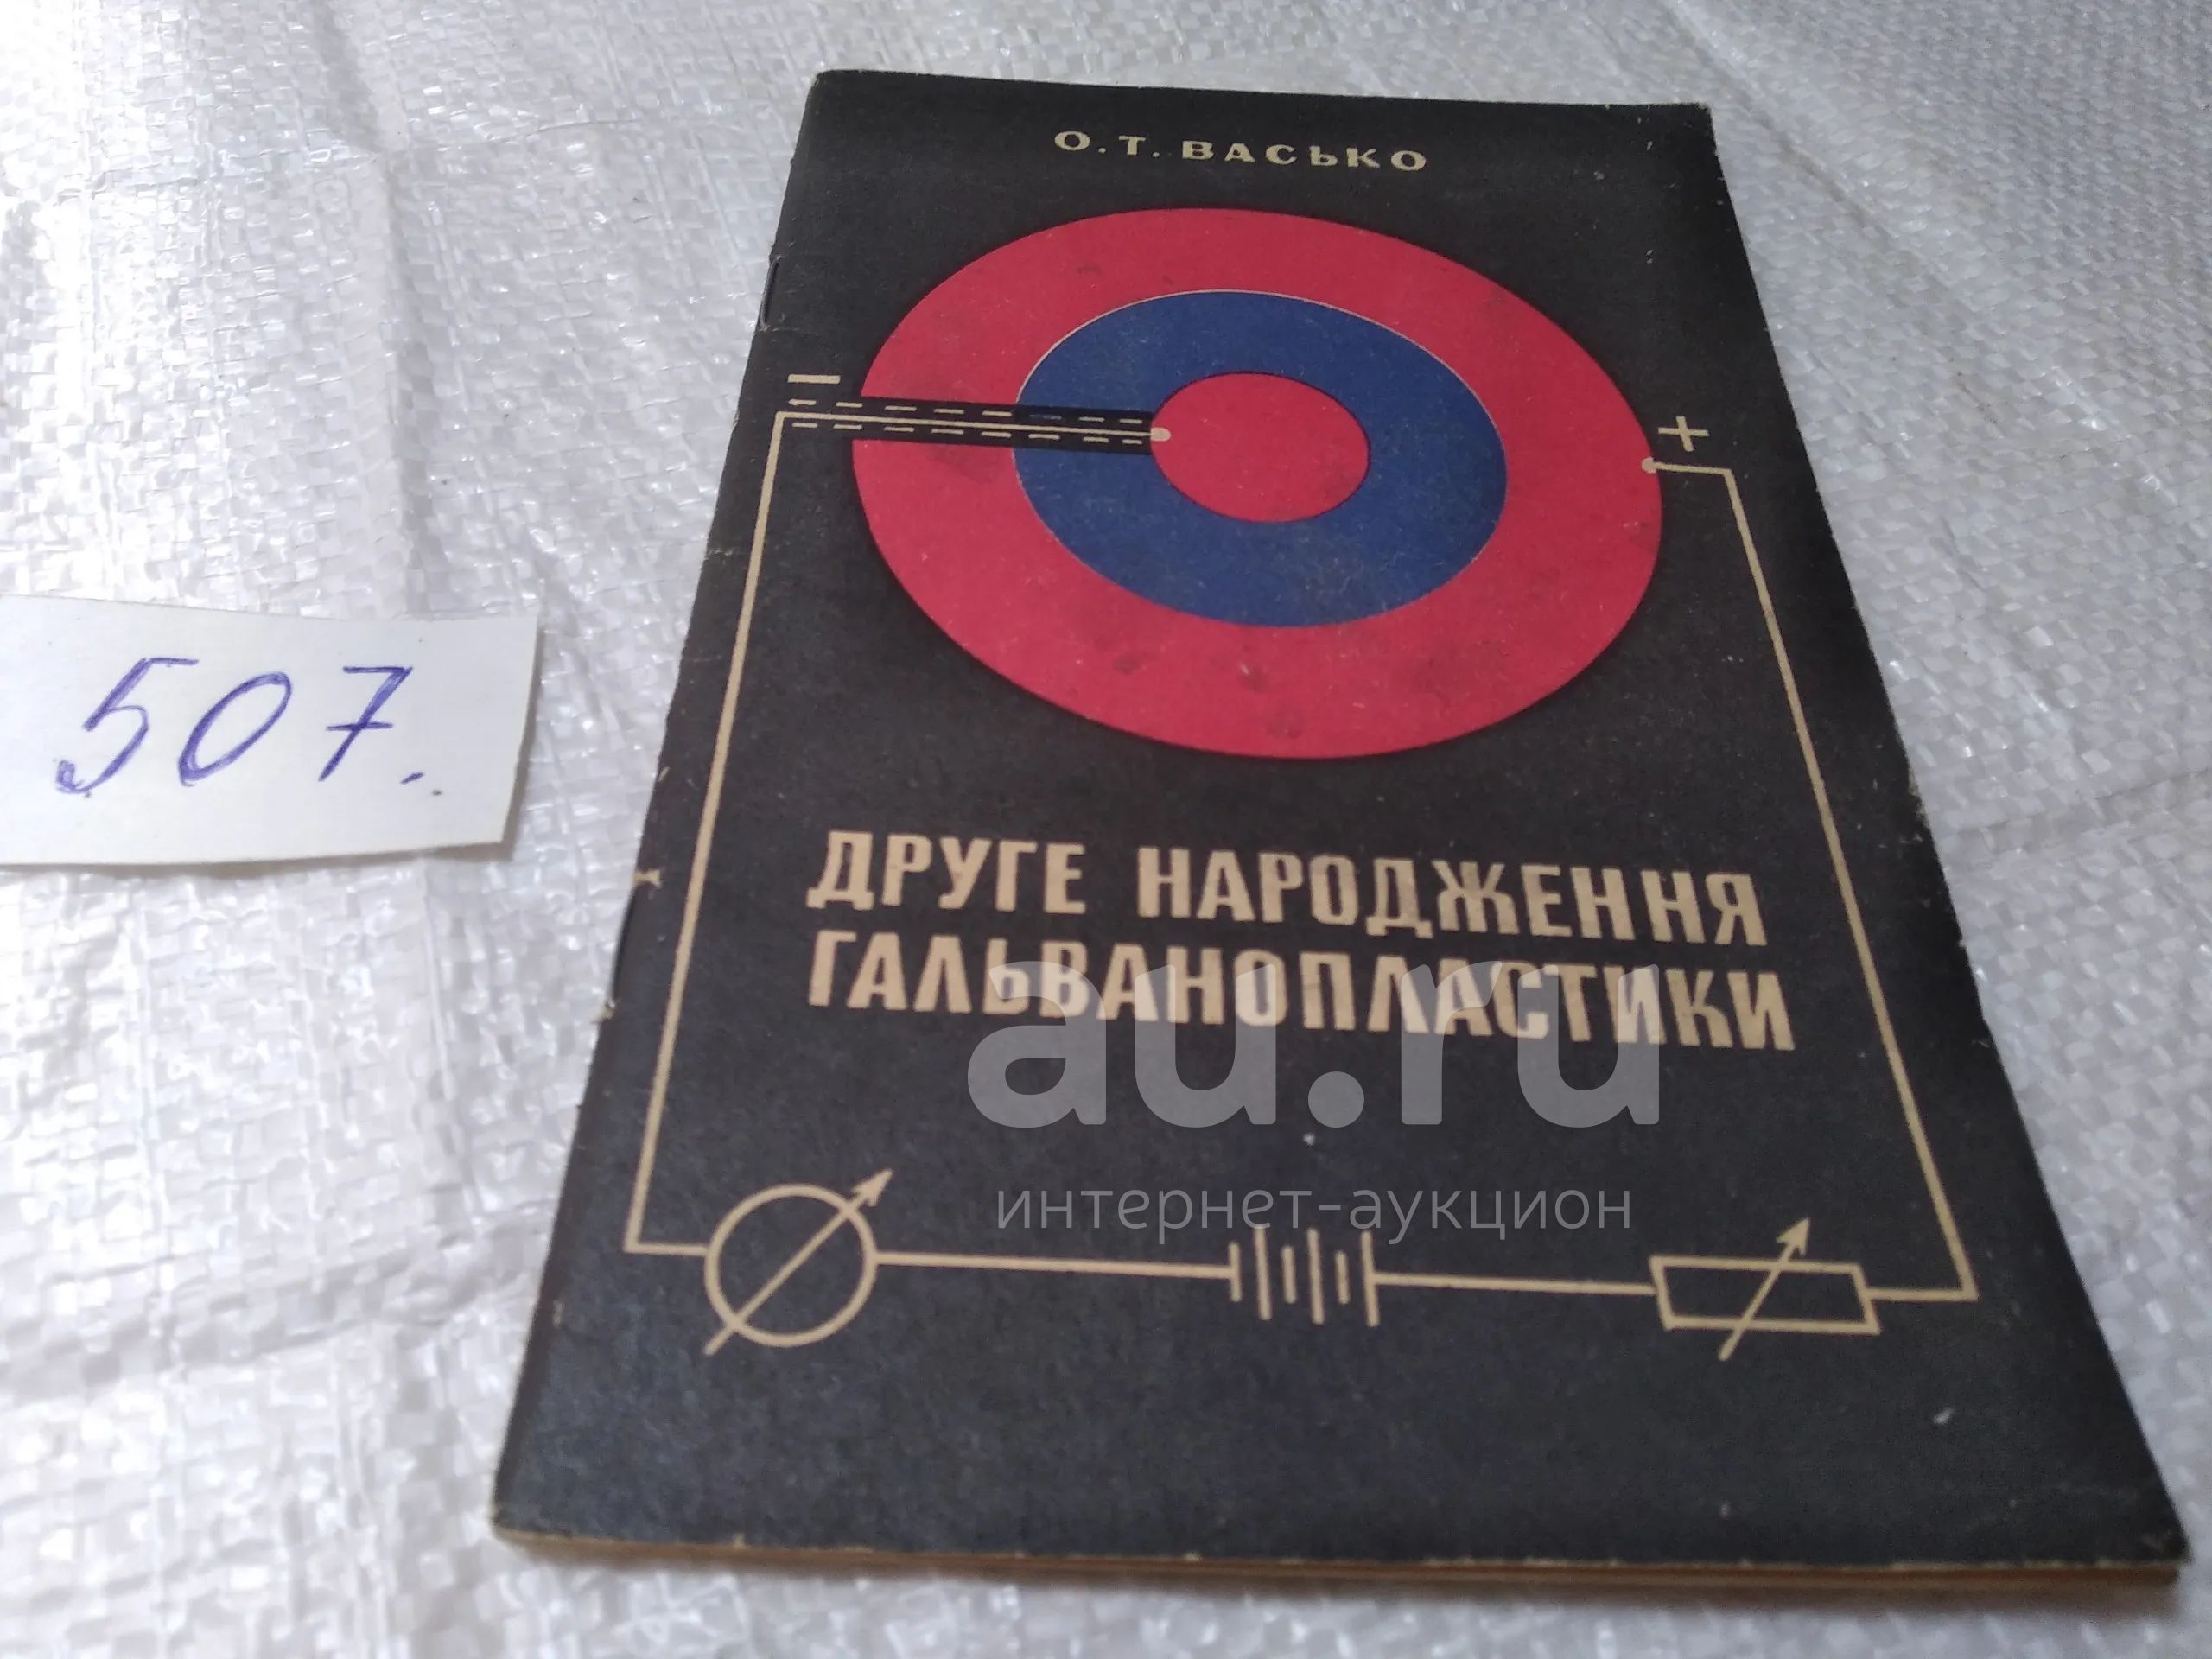 О.Т. ВАСЬКО
− +
507.
ДРУГЕ НАРОДЖЕННЯ
ГАЛЬВАНОПЛАСТИКИ
au.ru
интернет-аукцион